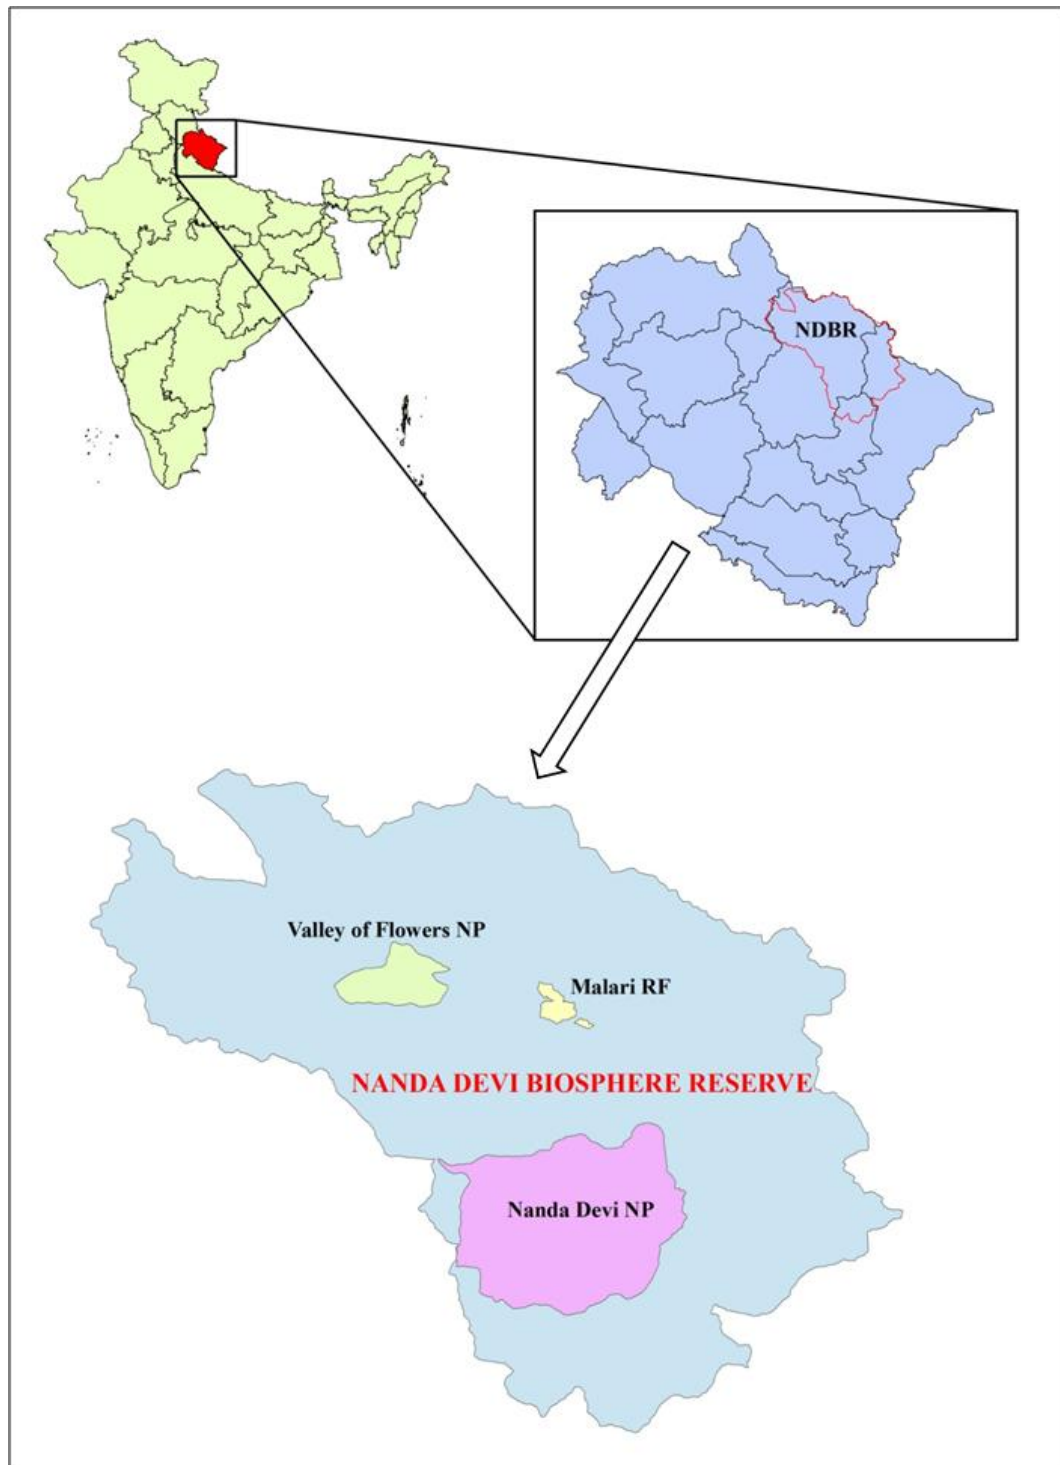 NDBR
Valley of Flowers NP
Malari RF
NANDA DEVI BIOSPHERE RESERVE
Nanda Devi NP